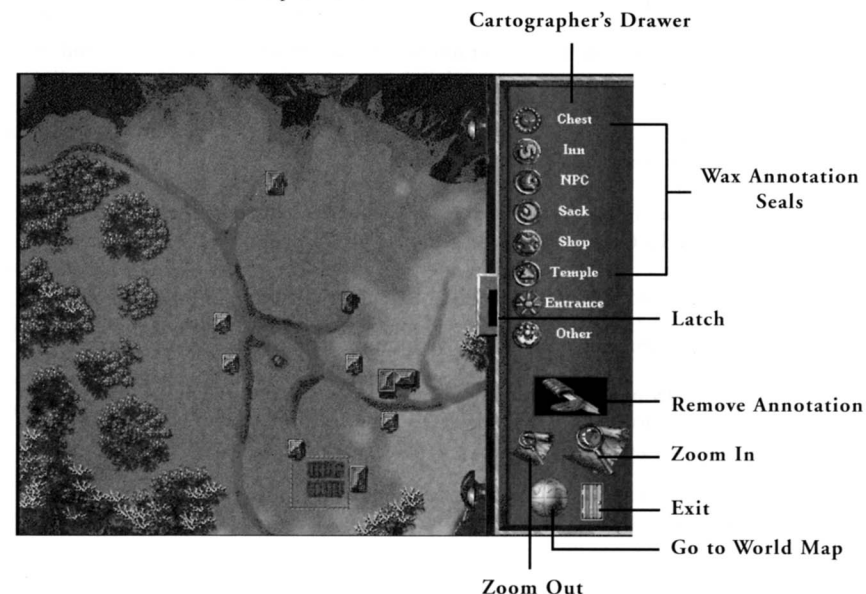 Cartographer's Drawer
Chest
Inn
NPC
Sack
Shop
Temple
Entrance
Other
Wax Annotation
Seals
Latch
Remove Annotation
Zoom In
Exit
Go to World Map
Zoom Out